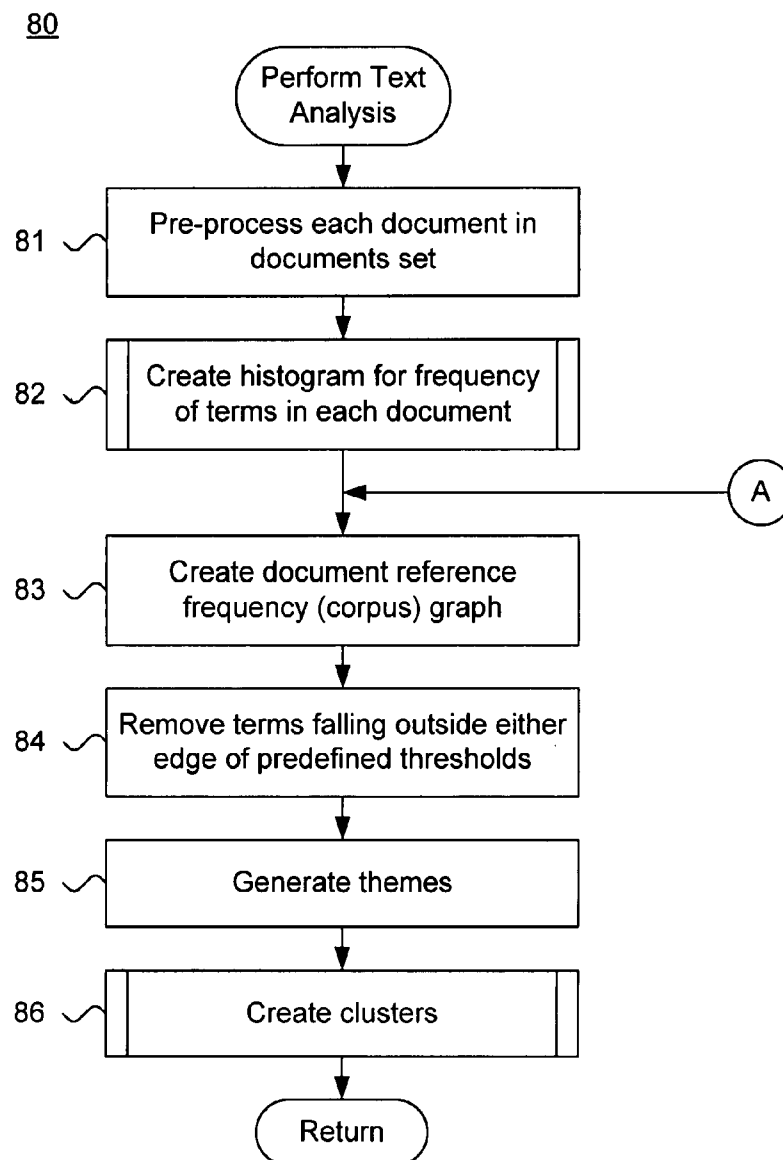 80
Perform Text
Analysis
81
Pre-process each document in
documents set
82
Create histogram for frequency
of terms in each document
A
83
Create document reference
frequency (corpus) graph
84
Remove terms falling outside either
edge of predefined thresholds
85
Generate themes
86
Create clusters
Return